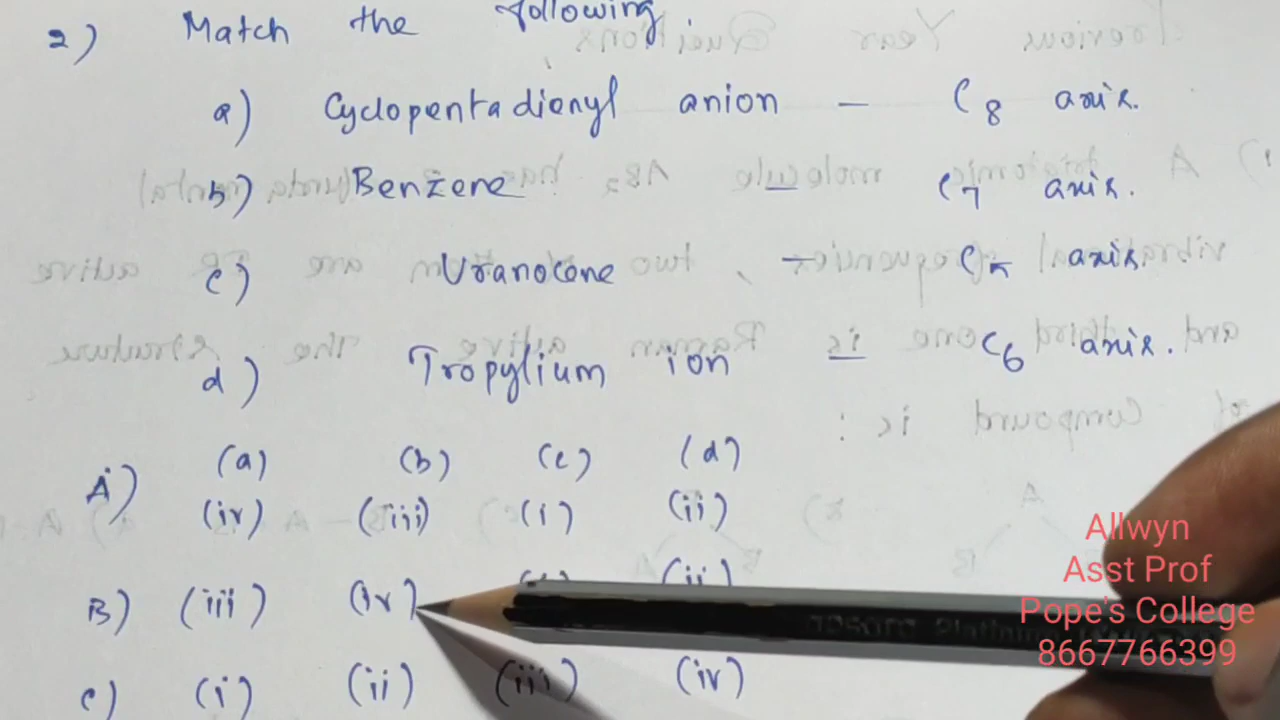 2) Match the following.
a) Cyclopentadienyl anion – C8 axis.
b) Benzene – C7 axis.
c) Uranocene – C5 axis.
d) Tropylium ion – C6 axis.
A) (a) (b) (c) (d)
(iv) (iii) (i) (ii)
B) (iii) (iv) (ii)
C) (i) (ii) (iii) (iv)
Allwyn
Asst Prof
Pope's College
8667766399